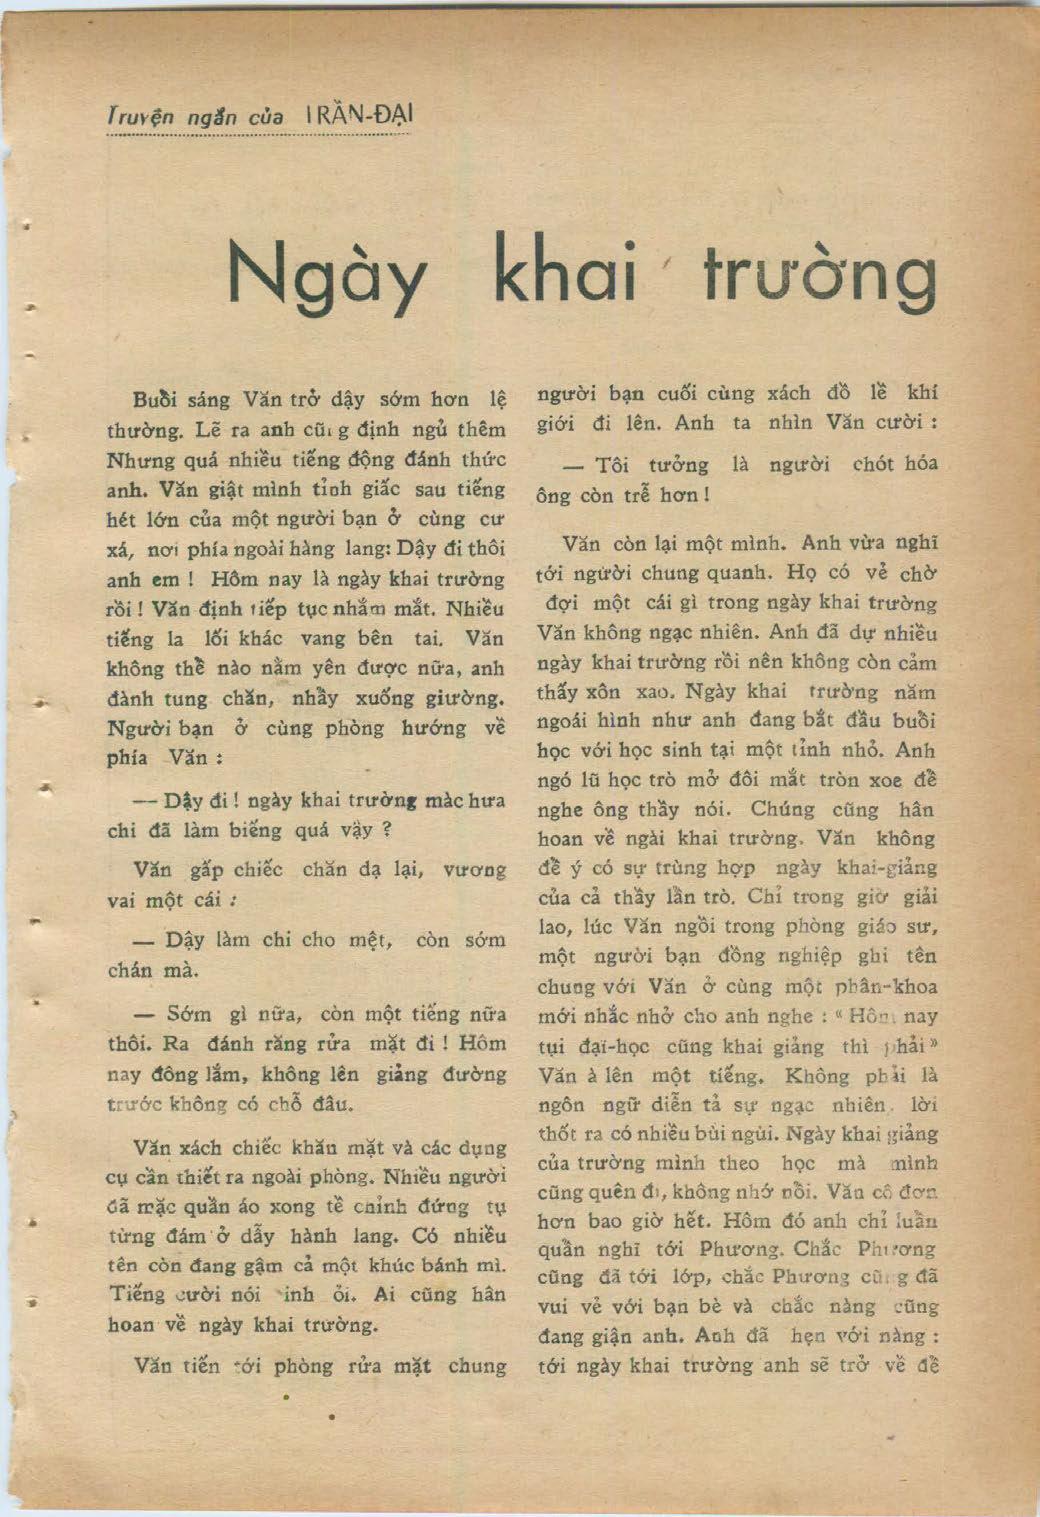 Truyện ngắn của TRẦN-ĐẠI
Ngày khai trường
Buổi sáng Văn trở dậy sớm hơn lệ
thường. Lẽ ra anh cũng định ngủ thêm
Nhưng quá nhiều tiếng động đánh thức
anh. Văn giật mình tỉnh giấc sau tiếng
hét lớn của một người bạn ở cùng cư
xá, nơi phía ngoài hàng lang: Dậy đi thôi
anh em ! Hôm nay là ngày khai trường
rồi ! Văn định tiếp tục nhắm mắt. Nhiều
tiếng la lối khác vang bên tai. Văn
không thể nào nằm yên được nữa, anh
đành tung chăn, nhẩy xuống giường.
Người bạn ở cùng phòng hướng về
phía Văn :
— Dậy đi ! ngày khai trường màc hưa
chi đã làm biếng quá vậy ?
Văn gấp chiếc chăn dạ lại, vương
vai một cái :
— Dậy làm chi cho mệt, còn sớm
chán mà.
— Sớm gì nữa, còn một tiếng nữa
thôi. Ra đánh răng rửa mặt đi ! Hôm
nay đông lắm, không lên giảng đường
trước không có chỗ đâu.
Văn xách chiếc khăn mặt và các dụng
cụ cần thiết ra ngoài phòng. Nhiều người
đã mặc quần áo xong tề chỉnh đứng tụ
từng đám ở dẫy hành lang. Có nhiều
tên còn đang gậm cả một khúc bánh mì.
Tiếng cười nói inh ỏi. Ai cũng hân
hoan về ngày khai trường.
Văn tiến tới phòng rửa mặt chung
người bạn cuối cùng xách đồ lề khí
giới đi lên. Anh ta nhìn Văn cười :
— Tôi tưởng là người chót hóa
ông còn trễ hơn !
Văn còn lại một mình. Anh vừa nghĩ
tới người chung quanh. Họ có vẻ chờ
đợi một cái gì trong ngày khai trường
Văn không ngạc nhiên. Anh đã dự nhiều
ngày khai trường rồi nên không còn cảm
thấy xôn xao. Ngày khai trường năm
ngoái hình như anh đang bắt đầu buổi
học với học sinh tại một tỉnh nhỏ. Anh
ngó lũ học trò mở đôi mắt tròn xoe để
nghe ông thầy nói. Chúng cũng hân
hoan về ngài khai trường. Văn không
để ý có sự trùng hợp ngày khai-giảng
của cả thầy lẫn trò. Chỉ trong giờ giải
lao, lúc Văn ngồi trong phòng giáo sư,
một người bạn đồng nghiệp ghi tên
chung với Văn ở cùng một phân-khoa
mới nhắc nhở cho anh nghe : « Hôm nay
tụi đại-học cũng khai giảng thì phải »
Văn à lên một tiếng. Không phải là
ngôn ngữ diễn tả sự ngạc nhiên, lời
thốt ra có nhiều bùi ngùi. Ngày khai giảng
của trường mình theo học mà mình
cũng quên đi, không nhớ nổi. Văn cô đơn
hơn bao giờ hết. Hôm đó anh chỉ luẩn
quẩn nghĩ tới Phương. Chắc Phương
cũng đã tới lớp, chắc Phương cũng đã
vui vẻ với bạn bè và chắc nàng cũng
đang giận anh. Anh đã hẹn với nàng :
tới ngày khai trường anh sẽ trở về để